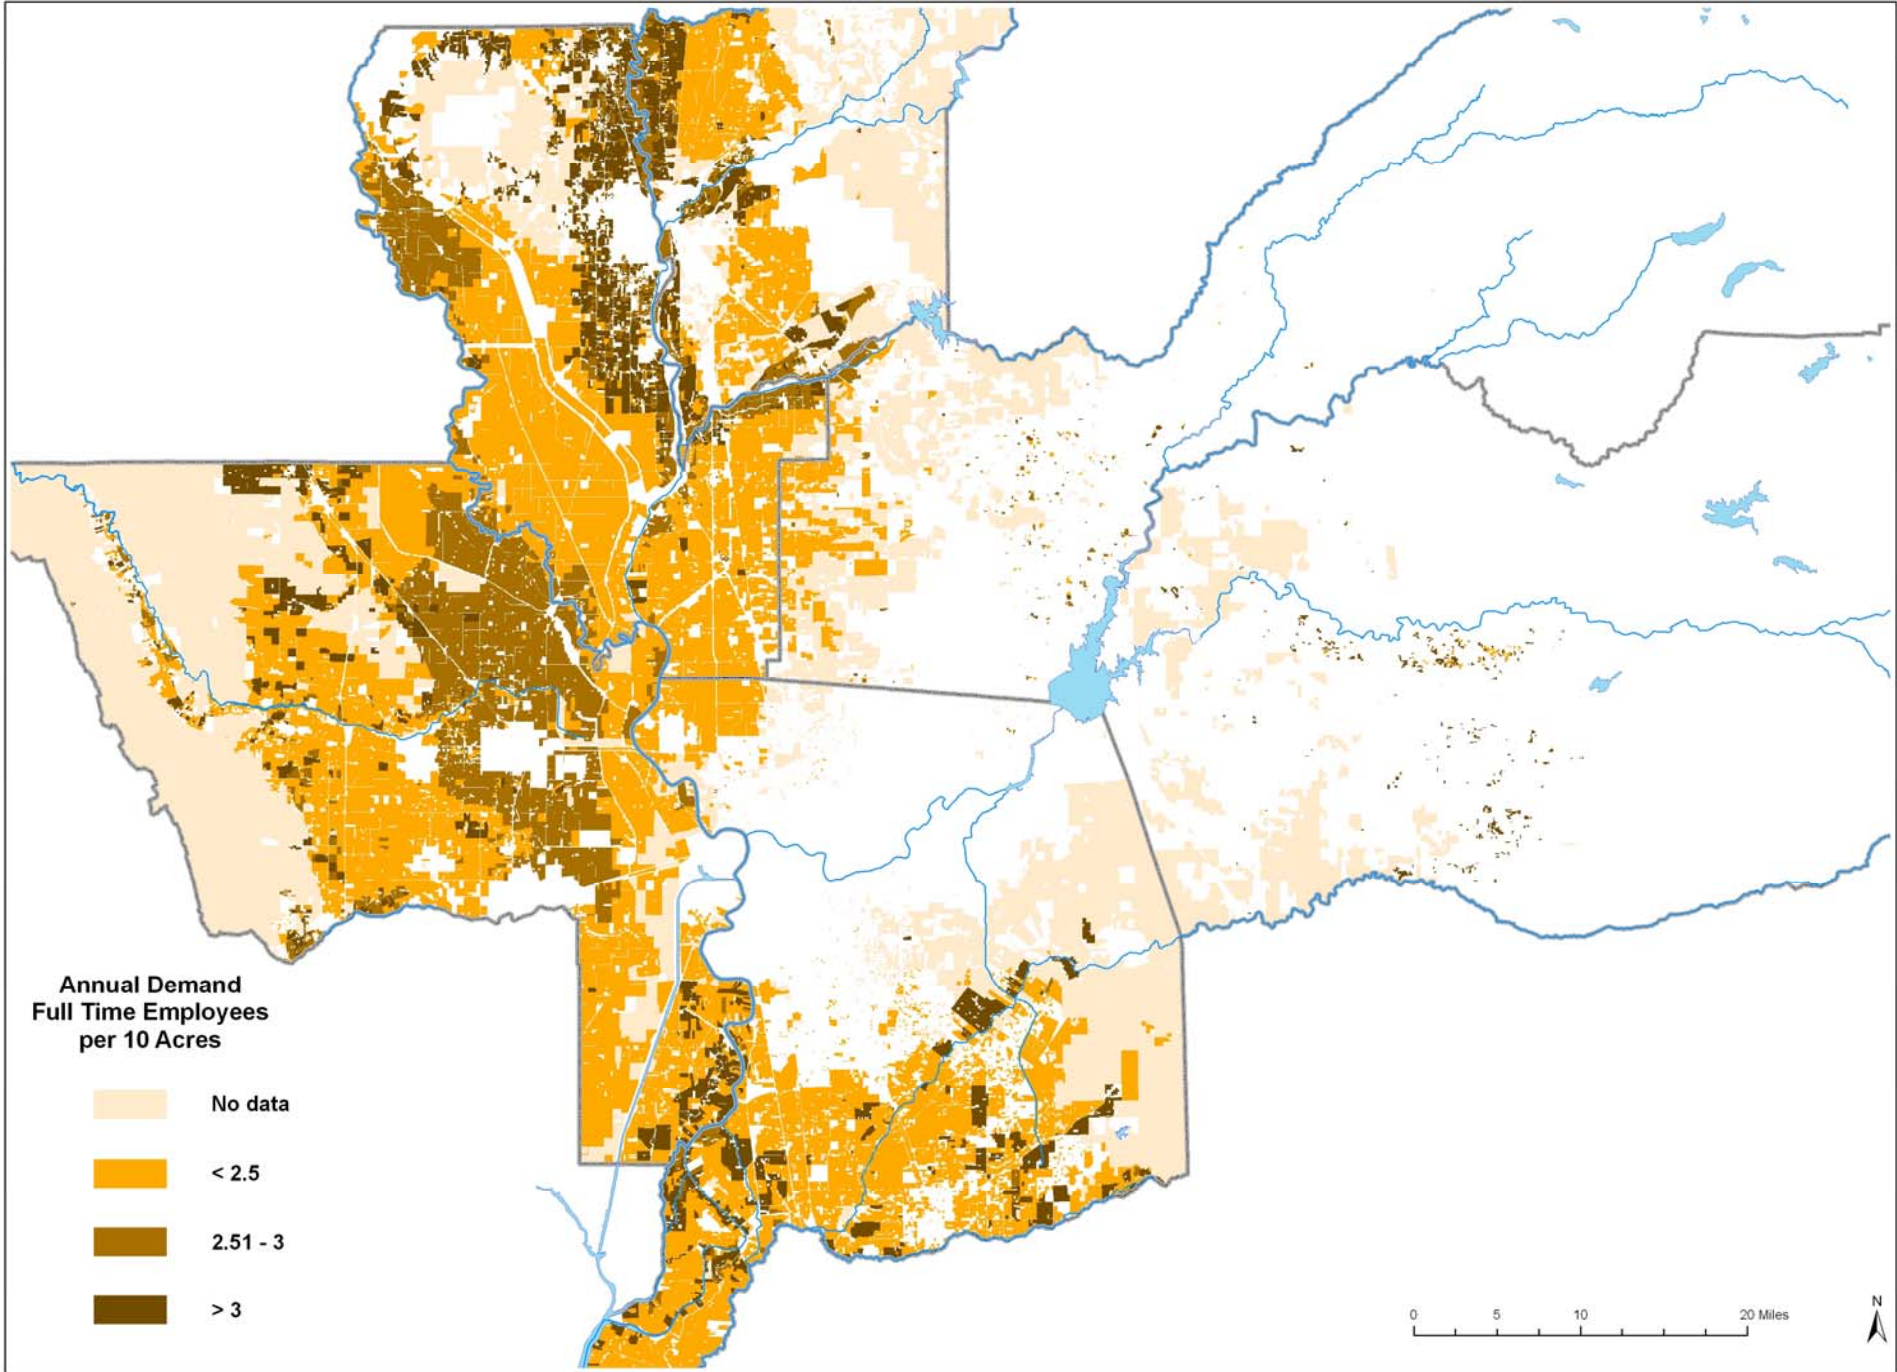 Annual Demand
Full Time Employees
per 10 Acres
No data
< 2.5
2.51 - 3
> 3
0 5 10 20 Miles
N